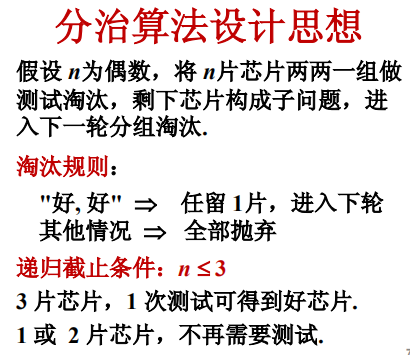 分治算法设计思想
假设 n为偶数，将 n片芯片两两一组做
测试淘汰，剩下芯片构成子问题，进
入下一轮分组淘汰.
淘汰规则：
"好, 好" ⇒ 任留 1片，进入下轮
其他情况 ⇒ 全部抛弃
递归截止条件：n ≤ 3
3 片芯片，1 次测试可得到好芯片.
1 或 2 片芯片，不再需要测试.